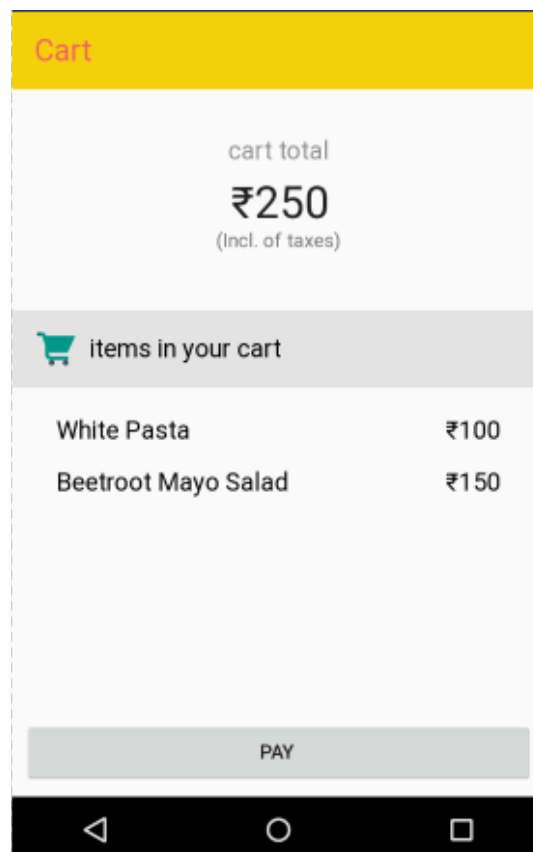 Cart
cart total
₹250
(Incl. of taxes)
items in your cart
White Pasta ₹100
Beetroot Mayo Salad ₹150
PAY